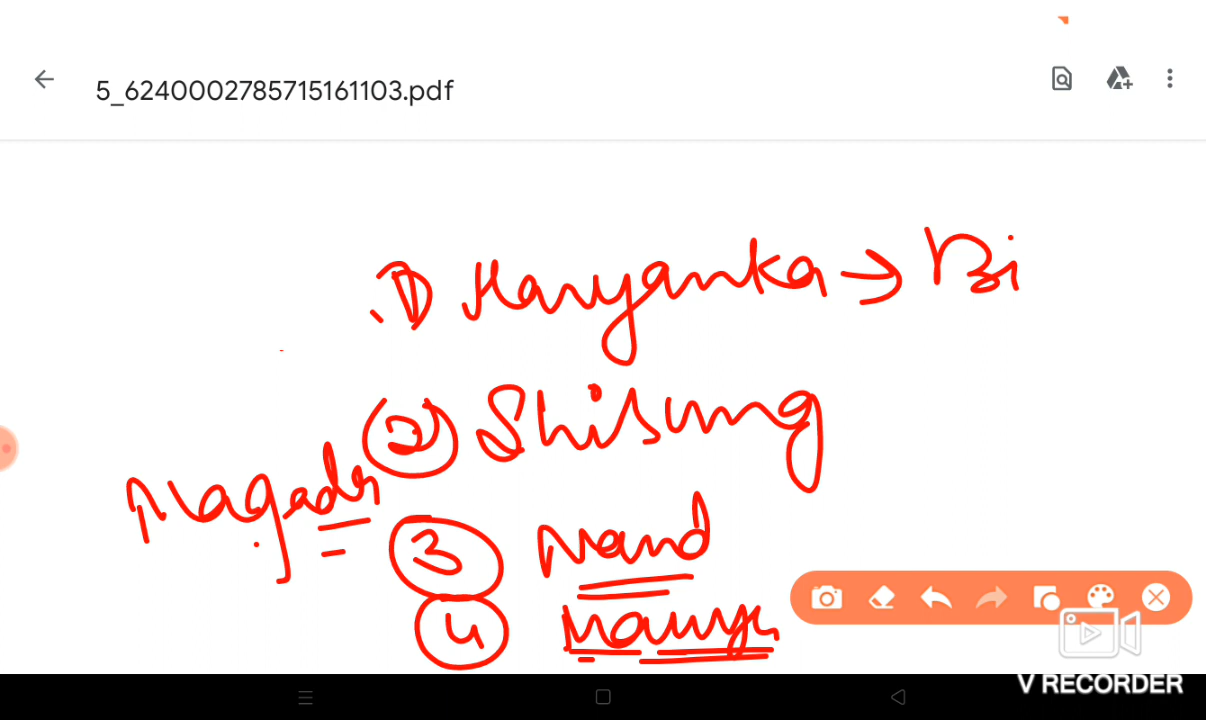 5_6240002785715161103.pdf
1) Haryanka → Bi
2) Shisung
Magadh
3 Nand
4 Maurya
V RECORDER